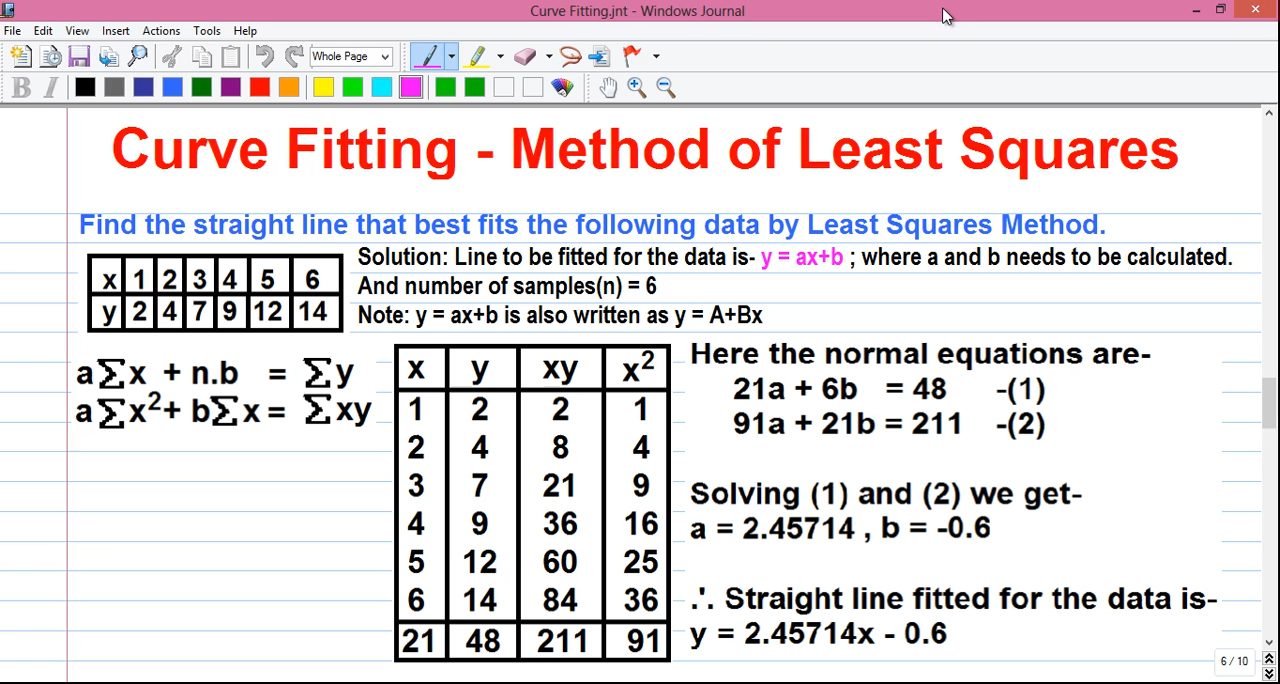 Curve Fitting.jnt - Windows Journal
File Edit View Insert Actions Tools Help
Whole Page
B I
Curve Fitting - Method of Least Squares
Find the straight line that best fits the following data by Least Squares Method.
x 1 2 3 4 5 6
y 2 4 7 9 12 14
Solution: Line to be fitted for the data is- y = ax+b ; where a and b needs to be calculated.
And number of samples(n) = 6
Note: y = ax+b is also written as y = A+Bx
a∑x + n.b = ∑y
a∑x²+ b∑x = ∑xy
x y xy x²
1 2 2 1
2 4 8 4
3 7 21 9
4 9 36 16
5 12 60 25
6 14 84 36
21 48 211 91
Here the normal equations are-
21a + 6b = 48 -(1)
91a + 21b = 211 -(2)
Solving (1) and (2) we get-
a = 2.45714 , b = -0.6
∴ Straight line fitted for the data is-
y = 2.45714x - 0.6
6 / 10